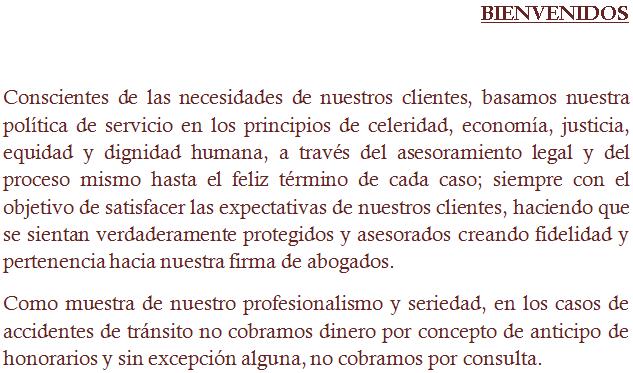 BIENVENIDOS
Conscientes de las necesidades de nuestros clientes, basamos nuestra
política de servicio en los principios de celeridad, economía, justicia,
equidad y dignidad humana, a través del asesoramiento legal y del
proceso mismo hasta el feliz término de cada caso; siempre con el
objetivo de satisfacer las expectativas de nuestros clientes, haciendo que
se sientan verdaderamente protegidos y asesorados creando fidelidad y
pertenencia hacia nuestra firma de abogados.
Como muestra de nuestro profesionalismo y seriedad, en los casos de
accidentes de tránsito no cobramos dinero por concepto de anticipo de
honorarios y sin excepción alguna, no cobramos por consulta.